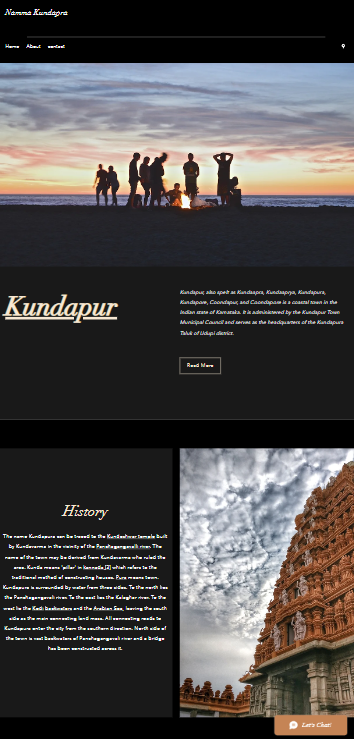 Namma Kundapra
Home About contact
Kundapur
Kundapur, also spelt as Kundaapra, Kundaapryn, Kundapura,
Kundapore, Coondapur, and Coondapore is a coastal town in the
Indian state of Karnataka. It is administered by the Kundapur Town
Municipal Council and serves as the headquarters of the Kundapura
Taluk of Udupi district.
Read More
History
The name Kundapura can be traced to the Kundeshwar temple built
by Kundavarma in the vicinity of the Panchagangavalli river. The
name of the town may be derived from Kundavarma who ruled the
area. Kunda means 'pillar' in kannada,[3] which refers to the
traditional method of constructing houses. Pura means town.
Kundapura is surrounded by water from three sides. To the north lies
the Panchagangavali river. To the east lies the Kalaghar river. To the
west lie the Kodi backwaters and the Arabian Sea, leaving the south
side as the main connecting land mass. All connecting roads to
Kundapura enter the city from the southern direction. North side of
the town is vast backwaters of Panchagangavali river and a bridge
has been constructed across it.
Let's Chat!